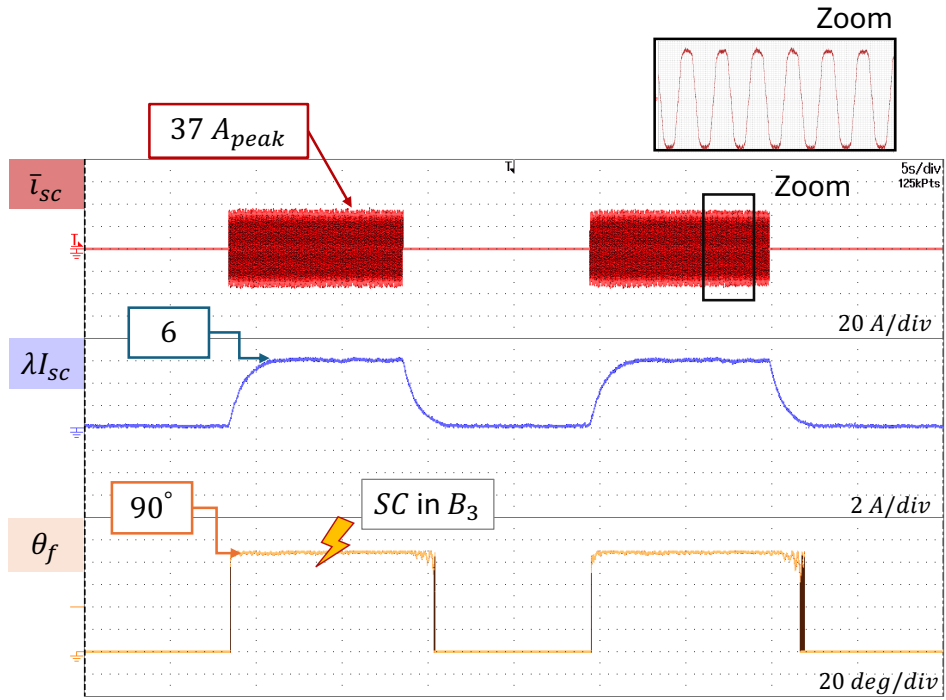 Zoom
37 A_peak
T
5s/div
125kPts
ī_sc
Zoom
T
20 A/div
6
λI_sc
90°
SC in B_3
2 A/div
θ_f
20 deg/div